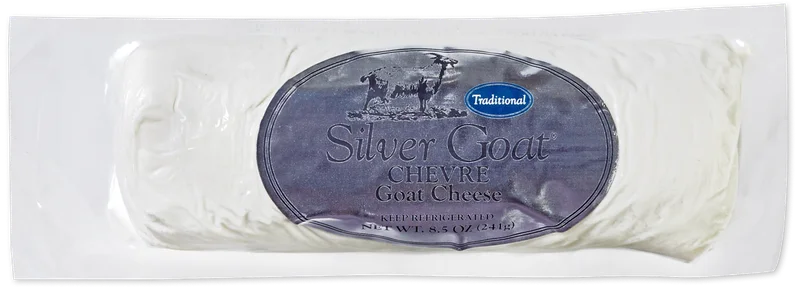 Traditional
Silver Goat®
CHEVRE
Goat Cheese
KEEP REFRIGERATED
NET WT. 8.5 OZ (241g)